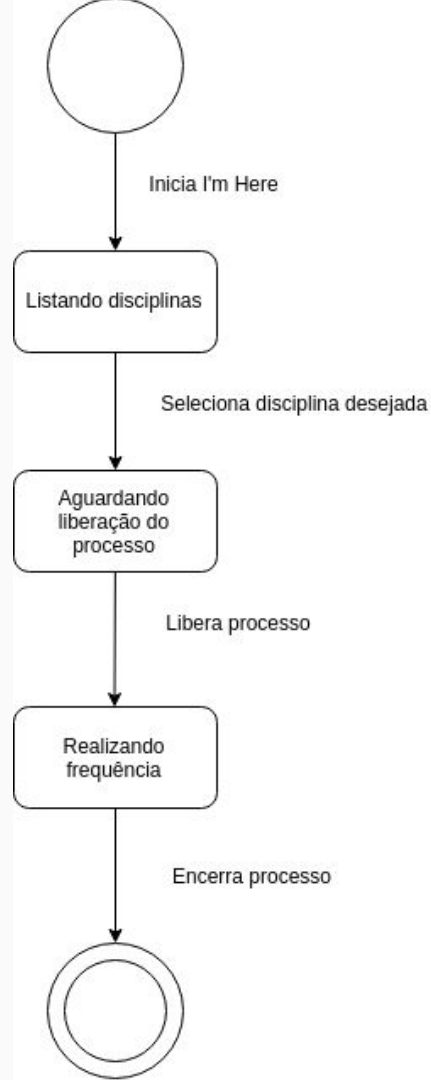 Inicia I'm Here
Listando disciplinas
Seleciona disciplina desejada
Aguardando
liberação do
processo
Libera processo
Realizando
frequência
Encerra processo